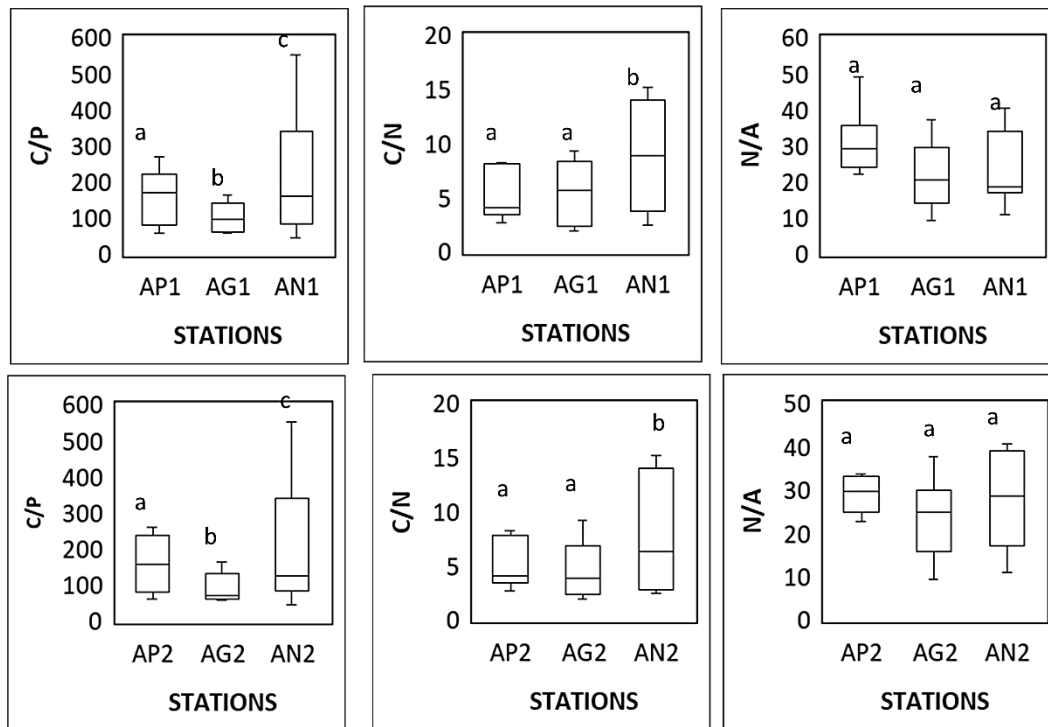 C/P
600
500
400
300
200
100
0
a
b
c
AP1 AG1 AN1
STATIONS
C/N
20
15
10
5
0
a
a
b
AP1 AG1 AN1
STATIONS
N/A
60
50
40
30
20
10
0
a
a
a
AP1 AG1 AN1
STATIONS
C/P
600
500
400
300
200
100
0
a
b
c
AP2 AG2 AN2
STATIONS
C/N
20
15
10
5
0
a
a
b
AP2 AG2 AN2
STATIONS
N/A
50
40
30
20
10
0
a
a
a
AP2 AG2 AN2
STATIONS